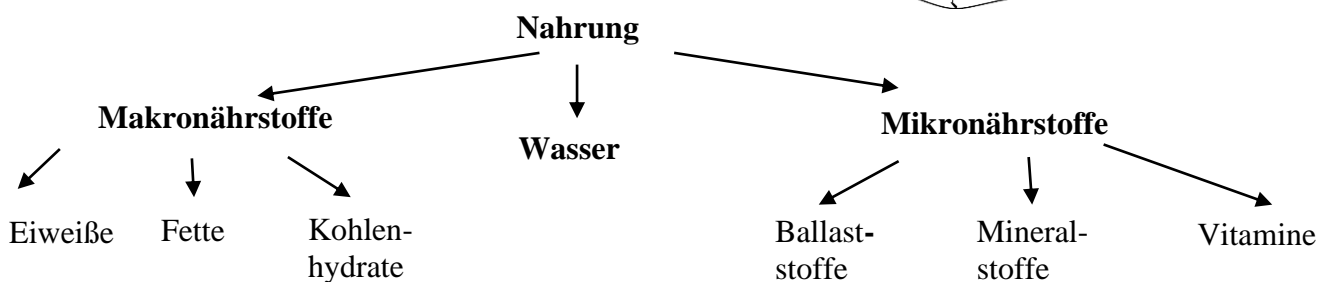 Nahrung
Makronährstoffe
Wasser
Mikronährstoffe
Eiweiße
Fette
Kohlen-
hydrate
Ballast-
stoffe
Mineral-
stoffe
Vitamine